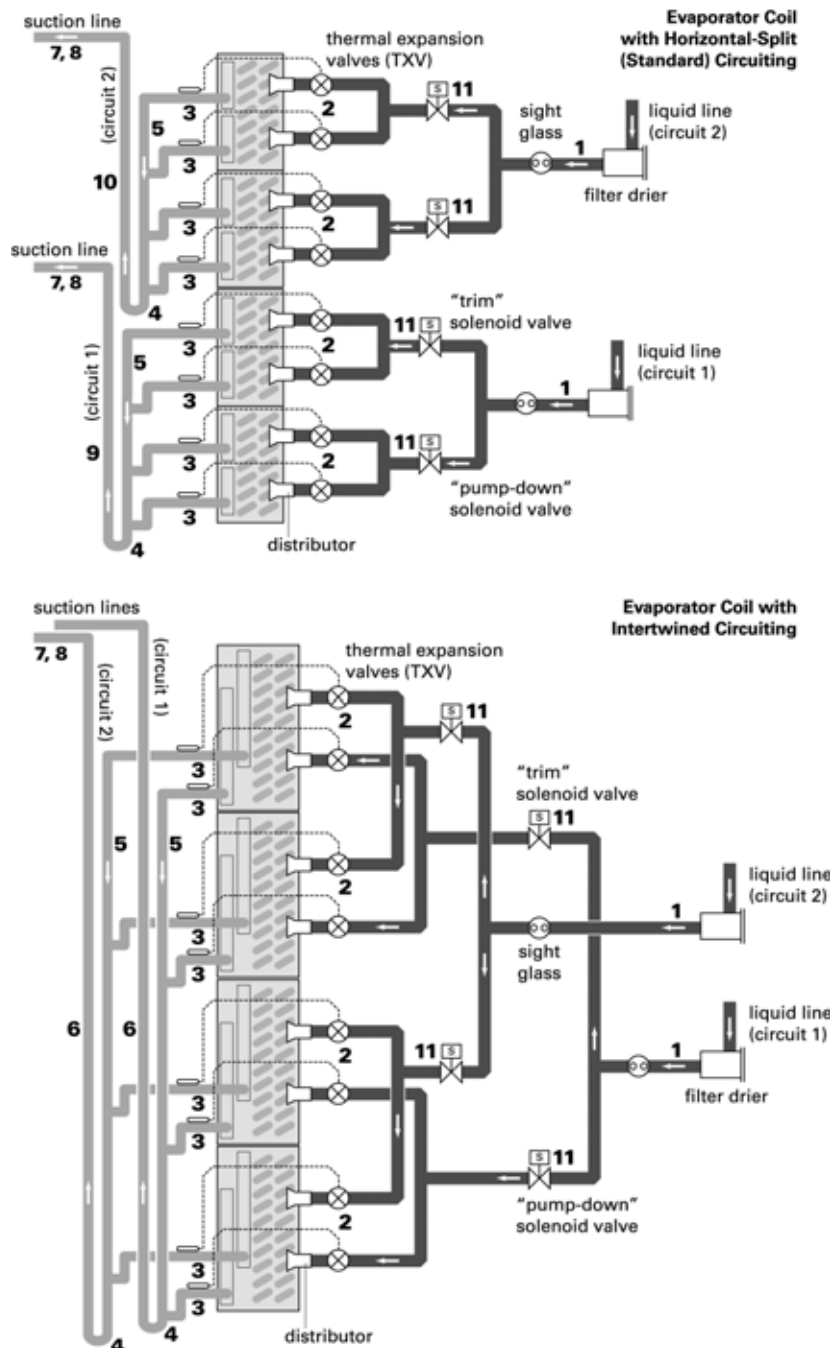 suction line
7, 8
(circuit 2)
10
5
3
3
3
3
4
thermal expansion
valves (TXV)
2
2
11
S
11
S
sight
glass
1
Evaporator Coil
with Horizontal-Split
(Standard) Circuiting
liquid line
(circuit 2)
filter drier
suction line
7, 8
(circuit 1)
9
5
3
3
3
3
4
2
2
11
S
11
S
"trim"
solenoid valve
"pump-down"
solenoid valve
1
liquid line
(circuit 1)
distributor
suction lines
7, 8
(circuit 2)
(circuit 1)
Evaporator Coil with
Intertwined Circuiting
thermal expansion
valves (TXV)
2
11
S
3
3
5
5
"trim"
solenoid valve
S
11
2
3
3
liquid line
(circuit 2)
1
sight
glass
6
6
2
11
S
3
3
liquid line
(circuit 1)
1
filter drier
S
11
"pump-down"
solenoid valve
2
3
3
4
4
distributor